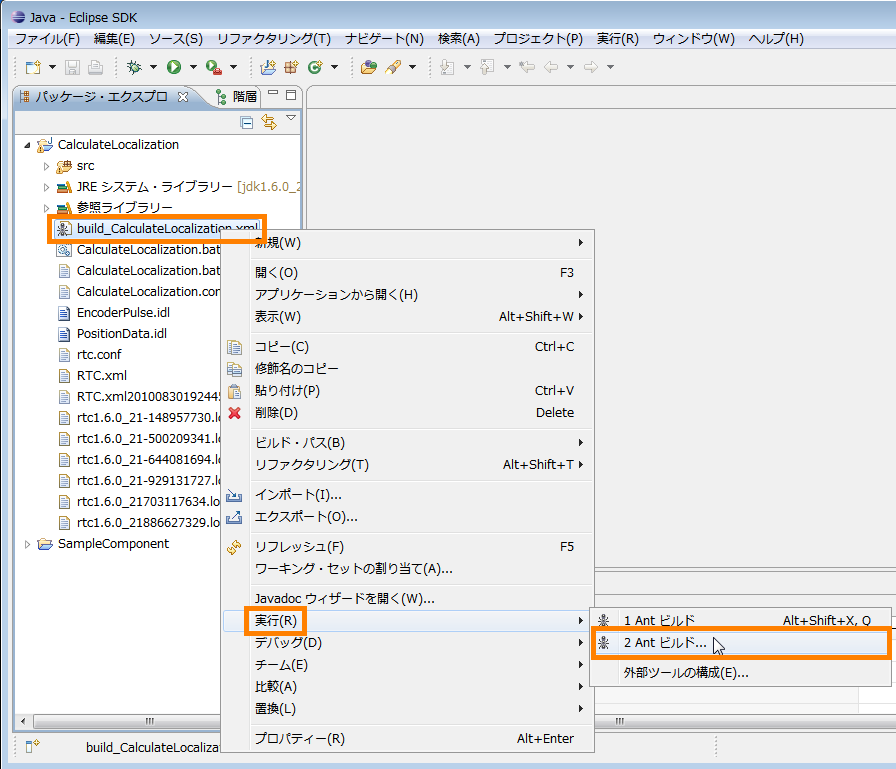 Java - Eclipse SDK
ファイル(F) 編集(E) ソース(S) リファクタリング(T) ナビゲート(N) 検索(A) プロジェクト(P) 実行(R) ウィンドウ(W) ヘルプ(H)
パッケージ・エクスプロ 階層
CalculateLocalization
src
JRE システム・ライブラリー [jdk1.6.0_2
参照ライブラリー
build_CalculateLocalization.xml
CalculateLocalization.bat
CalculateLocalization.bat
CalculateLocalization.con
EncoderPulse.idl
PositionData.idl
rtc.conf
RTC.xml
RTC.xml20100830192445
rtc1.6.0_21-148957730.lo
rtc1.6.0_21-500209341.lo
rtc1.6.0_21-644081694.lo
rtc1.6.0_21-929131727.lo
rtc1.6.0_21703117634.lo
rtc1.6.0_21886627329.lo
SampleComponent
新規(W)
開く(O) F3
アプリケーションから開く(H)
表示(W) Alt+Shift+W
コピー(C) Ctrl+C
修飾名のコピー
貼り付け(P) Ctrl+V
削除(D) Delete
ビルド・パス(B)
リファクタリング(T) Alt+Shift+T
インポート(I)...
エクスポート(O)...
リフレッシュ(F) F5
ワーキング・セットの割り当て(A)...
Javadoc ウィザードを開く(W)...
実行(R)
デバッグ(D)
チーム(E)
比較(A)
置換(L)
プロパティー(R) Alt+Enter
1 Ant ビルド Alt+Shift+X, Q
2 Ant ビルド...
外部ツールの構成(E)...
build_CalculateLocaliza